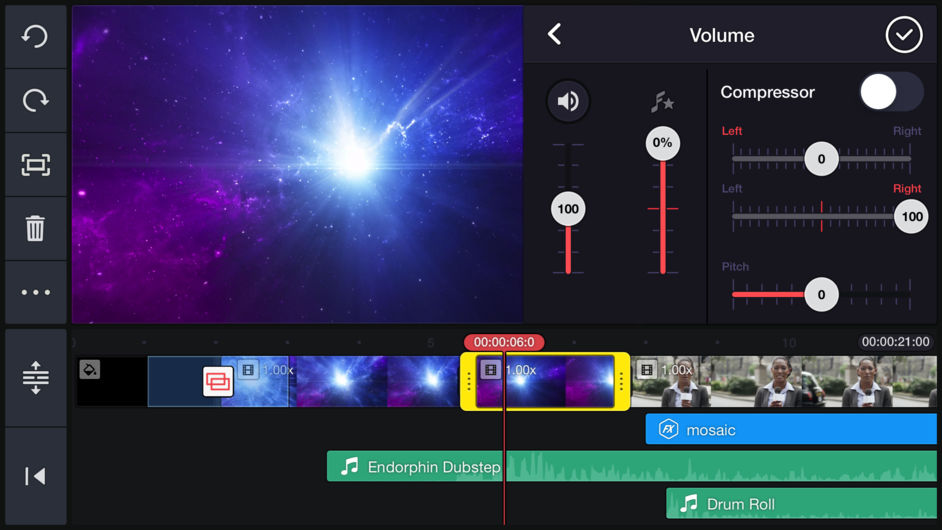 Volume
Compressor
Left Right
0
Left Right
100
Pitch
0
0%
100
5 00:00:06:0 10 00:00:21:00
1.00x 1.00x 1.00x
FX mosaic
Endorphin Dubstep
Drum Roll